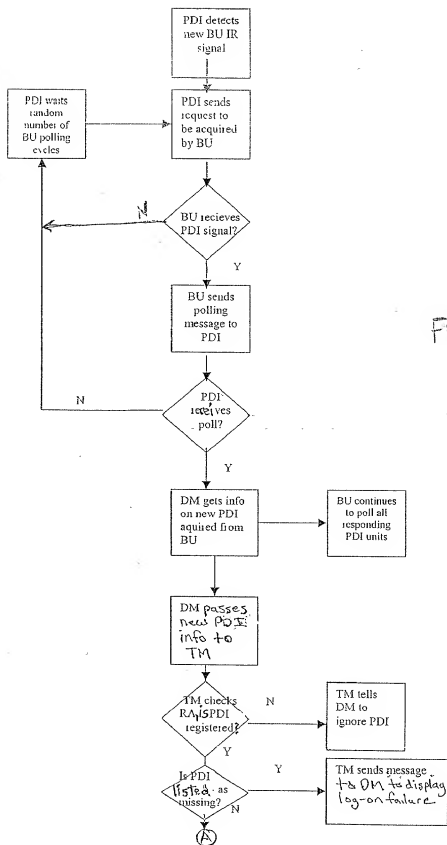 PDI detects
new BU IR
signal
PDI waits
random
number of
BU polling
cycles
PDI sends
request to
be acquired
by BU
N
BU recieves
PDI signal?
Y
BU sends
polling
message to
PDI
F
N
PDI
receives
poll?
Y
DM gets info
on new PDI
aquired from
BU
BU continues
to poll all
responding
PDI units
DM passes
new PDI
info to
TM
TM checks
RA, is PDI
registered?
N
TM tells
DM to
ignore PDI
Y
Is PDI
listed as
missing?
Y
TM sends message
to DM to display
log-on failure
N
A